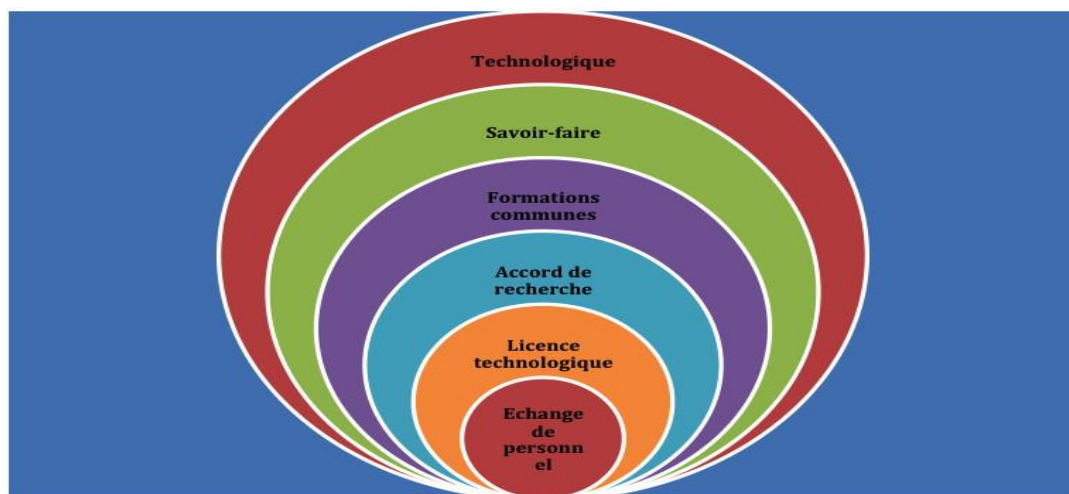 Technologique
Savoir-faire
Formations
communes
Accord de
recherche
Licence
technologique
Echange
de
personn
el